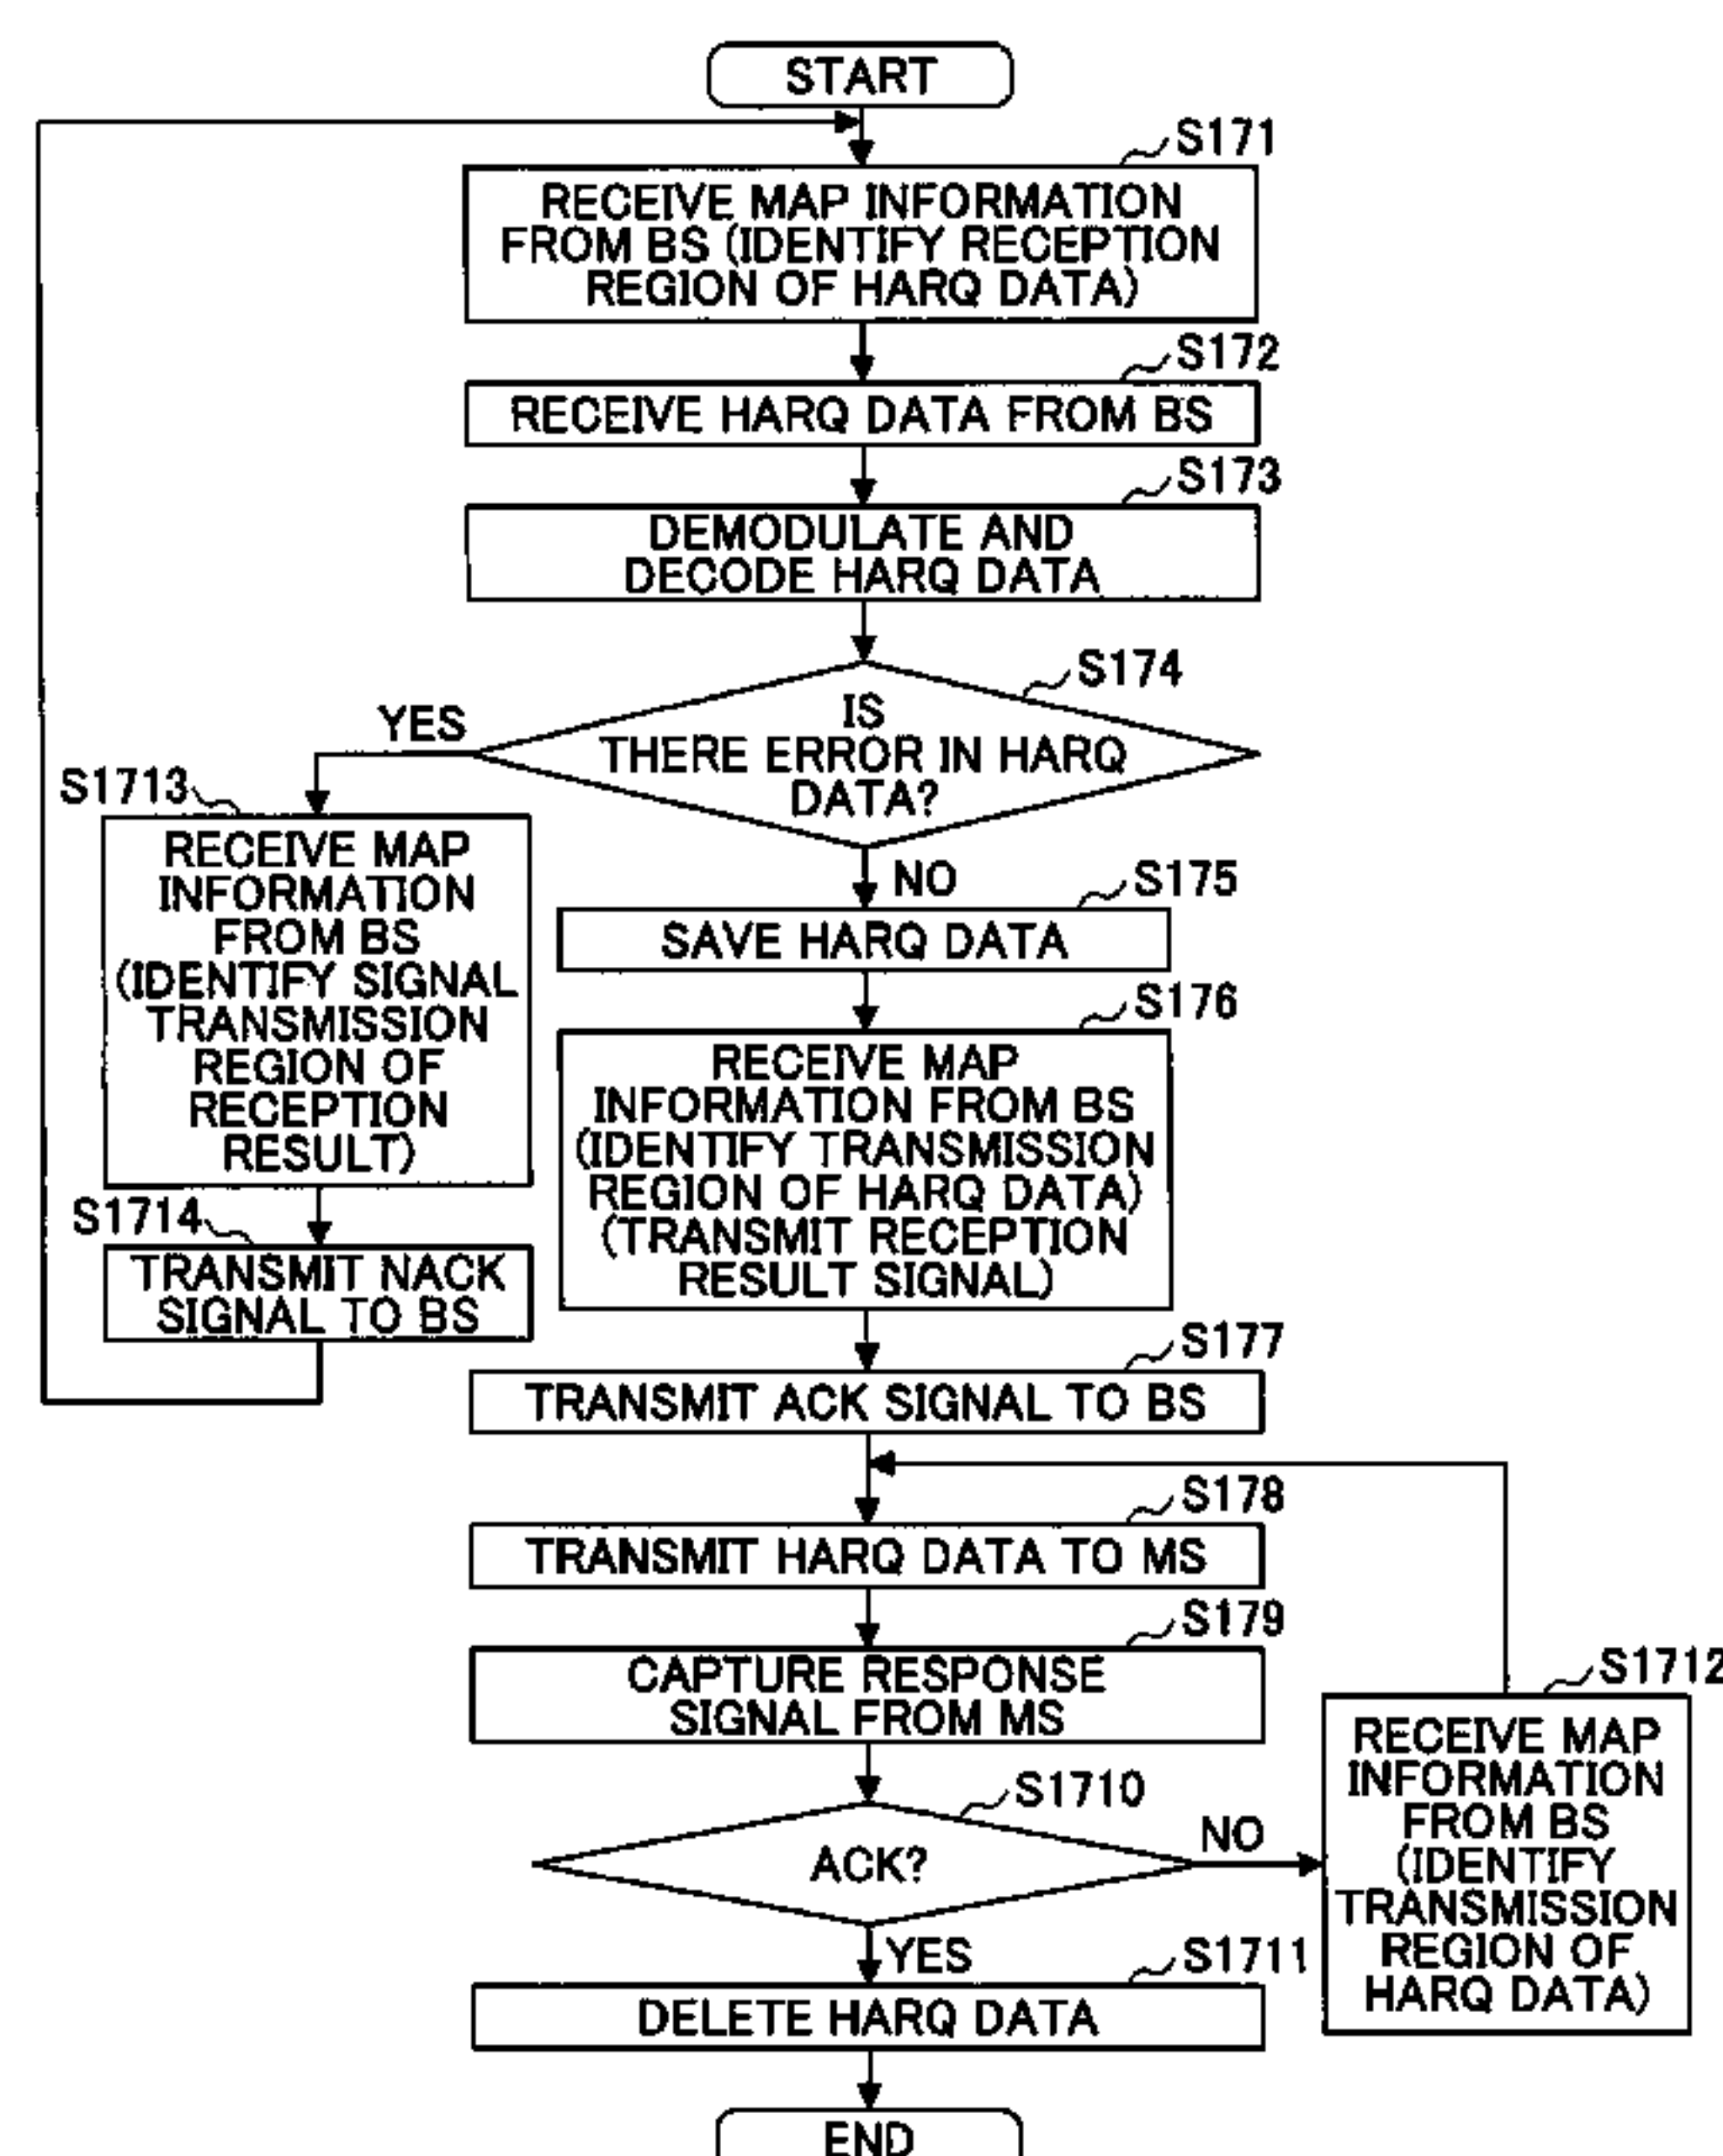 START
S171
RECEIVE MAP INFORMATION
FROM BS (IDENTIFY RECEPTION
REGION OF HARQ DATA)
S172
RECEIVE HARQ DATA FROM BS
S173
DEMODULATE AND
DECODE HARQ DATA
S174
IS
THERE ERROR IN HARQ
DATA?
YES
S1713
RECEIVE MAP
INFORMATION
FROM BS
(IDENTIFY SIGNAL
TRANSMISSION
REGION OF
RECEPTION
RESULT)
S1714
TRANSMIT NACK
SIGNAL TO BS
NO
S175
SAVE HARQ DATA
S176
RECEIVE MAP
INFORMATION FROM BS
(IDENTIFY TRANSMISSION
REGION OF HARQ DATA)
(TRANSMIT RECEPTION
RESULT SIGNAL)
S177
TRANSMIT ACK SIGNAL TO BS
S178
TRANSMIT HARQ DATA TO MS
S179
CAPTURE RESPONSE
SIGNAL FROM MS
S1710
ACK?
NO
S1712
RECEIVE MAP
INFORMATION
FROM BS
(IDENTIFY
TRANSMISSION
REGION OF
HARQ DATA)
YES
S1711
DELETE HARQ DATA
END